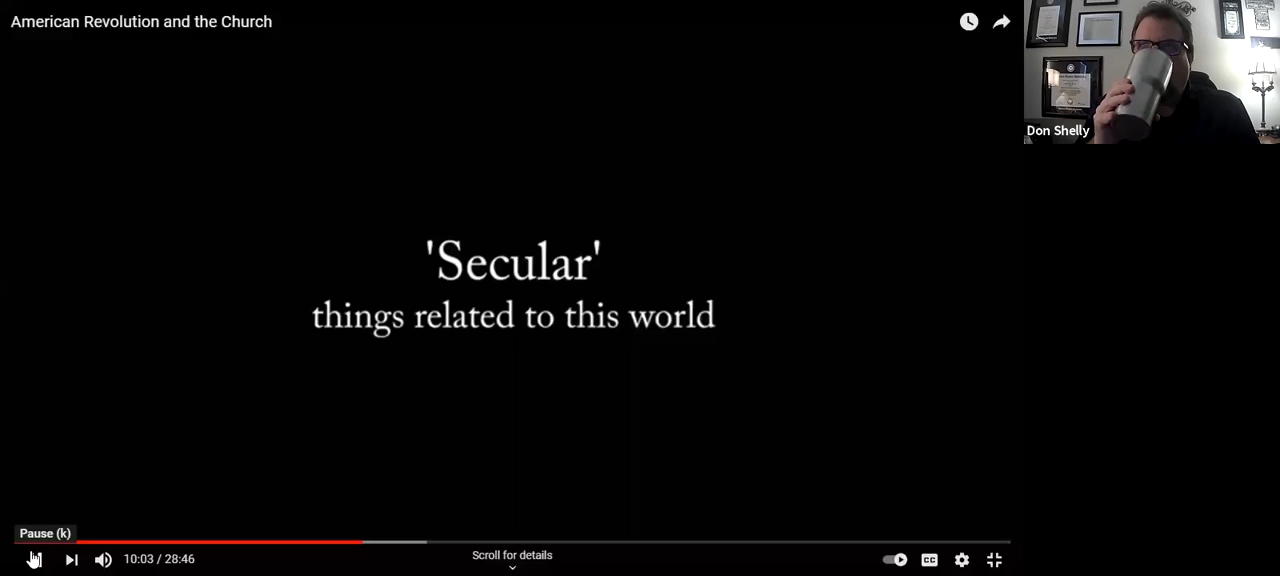 American Revolution and the Church
Don Shelly
'Secular'
things related to this world
Pause (k)
10:03 / 28:46
Scroll for details
CC